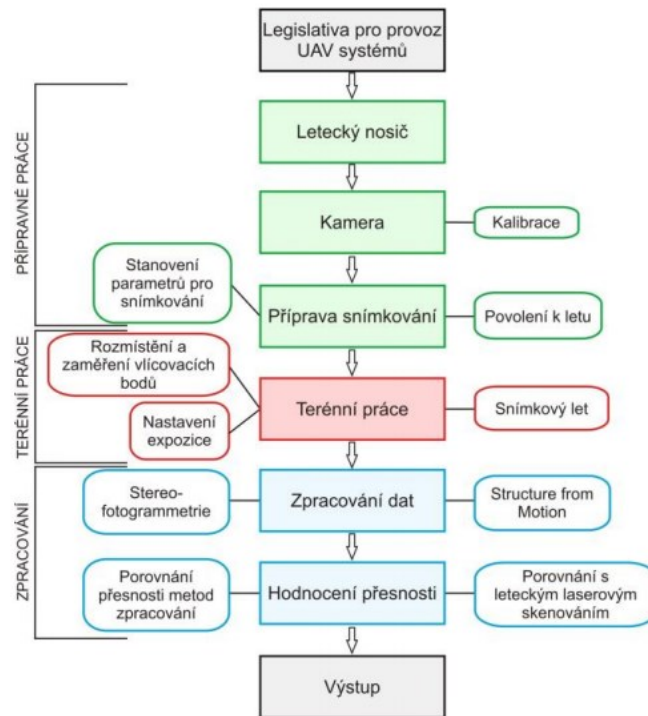 Legislativa pro provoz
UAV systémů
PŘÍPRAVNÉ PRÁCE
Letecký nosič
Kamera
Kalibrace
Stanovení
parametrů pro
snímkování
Příprava snímkování
Povolení k letu
TERÉNNÍ PRÁCE
Rozmístění a
zaměření vlícovacích
bodů
Nastavení
expozice
Terénní práce
Snímkový let
ZPRACOVÁNÍ
Stereo-
fotogrammetrie
Zpracování dat
Structure from
Motion
Porovnání
přesnosti metod
zpracování
Hodnocení přesnosti
Porovnání s
leteckým laserovým
skenováním
Výstup